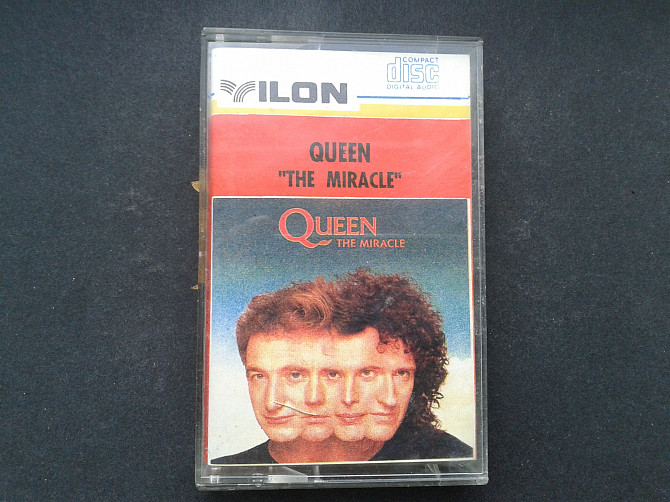 VILON
COMPACT
disc
DIGITAL AUDIO
QUEEN
"THE MIRACLE"
QUEEN
THE MIRACLE